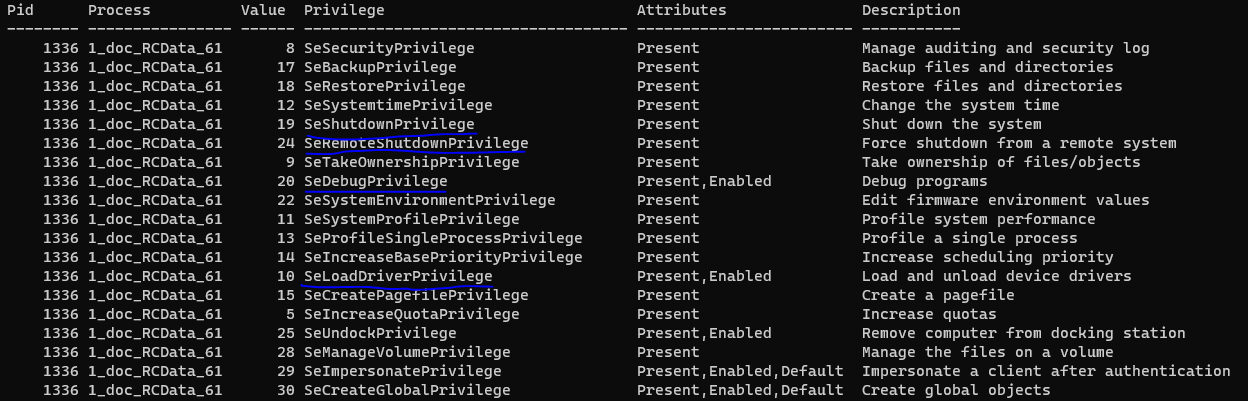 Pid Process Value Privilege Attributes Description
-------- ---------------- ------ ------------------------------------ ------------------------ -----------
1336 1_doc_RCData_61 8 SeSecurityPrivilege Present Manage auditing and security log
1336 1_doc_RCData_61 17 SeBackupPrivilege Present Backup files and directories
1336 1_doc_RCData_61 18 SeRestorePrivilege Present Restore files and directories
1336 1_doc_RCData_61 12 SeSystemtimePrivilege Present Change the system time
1336 1_doc_RCData_61 19 SeShutdownPrivilege Present Shut down the system
1336 1_doc_RCData_61 24 SeRemoteShutdownPrivilege Present Force shutdown from a remote system
1336 1_doc_RCData_61 9 SeTakeOwnershipPrivilege Present Take ownership of files/objects
1336 1_doc_RCData_61 20 SeDebugPrivilege Present,Enabled Debug programs
1336 1_doc_RCData_61 22 SeSystemEnvironmentPrivilege Present Edit firmware environment values
1336 1_doc_RCData_61 11 SeSystemProfilePrivilege Present Profile system performance
1336 1_doc_RCData_61 13 SeProfileSingleProcessPrivilege Present Profile a single process
1336 1_doc_RCData_61 14 SeIncreaseBasePriorityPrivilege Present Increase scheduling priority
1336 1_doc_RCData_61 10 SeLoadDriverPrivilege Present,Enabled Load and unload device drivers
1336 1_doc_RCData_61 15 SeCreatePagefilePrivilege Present Create a pagefile
1336 1_doc_RCData_61 5 SeIncreaseQuotaPrivilege Present Increase quotas
1336 1_doc_RCData_61 25 SeUndockPrivilege Present,Enabled Remove computer from docking station
1336 1_doc_RCData_61 28 SeManageVolumePrivilege Present Manage the files on a volume
1336 1_doc_RCData_61 29 SeImpersonatePrivilege Present,Enabled,Default Impersonate a client after authentication
1336 1_doc_RCData_61 30 SeCreateGlobalPrivilege Present,Enabled,Default Create global objects